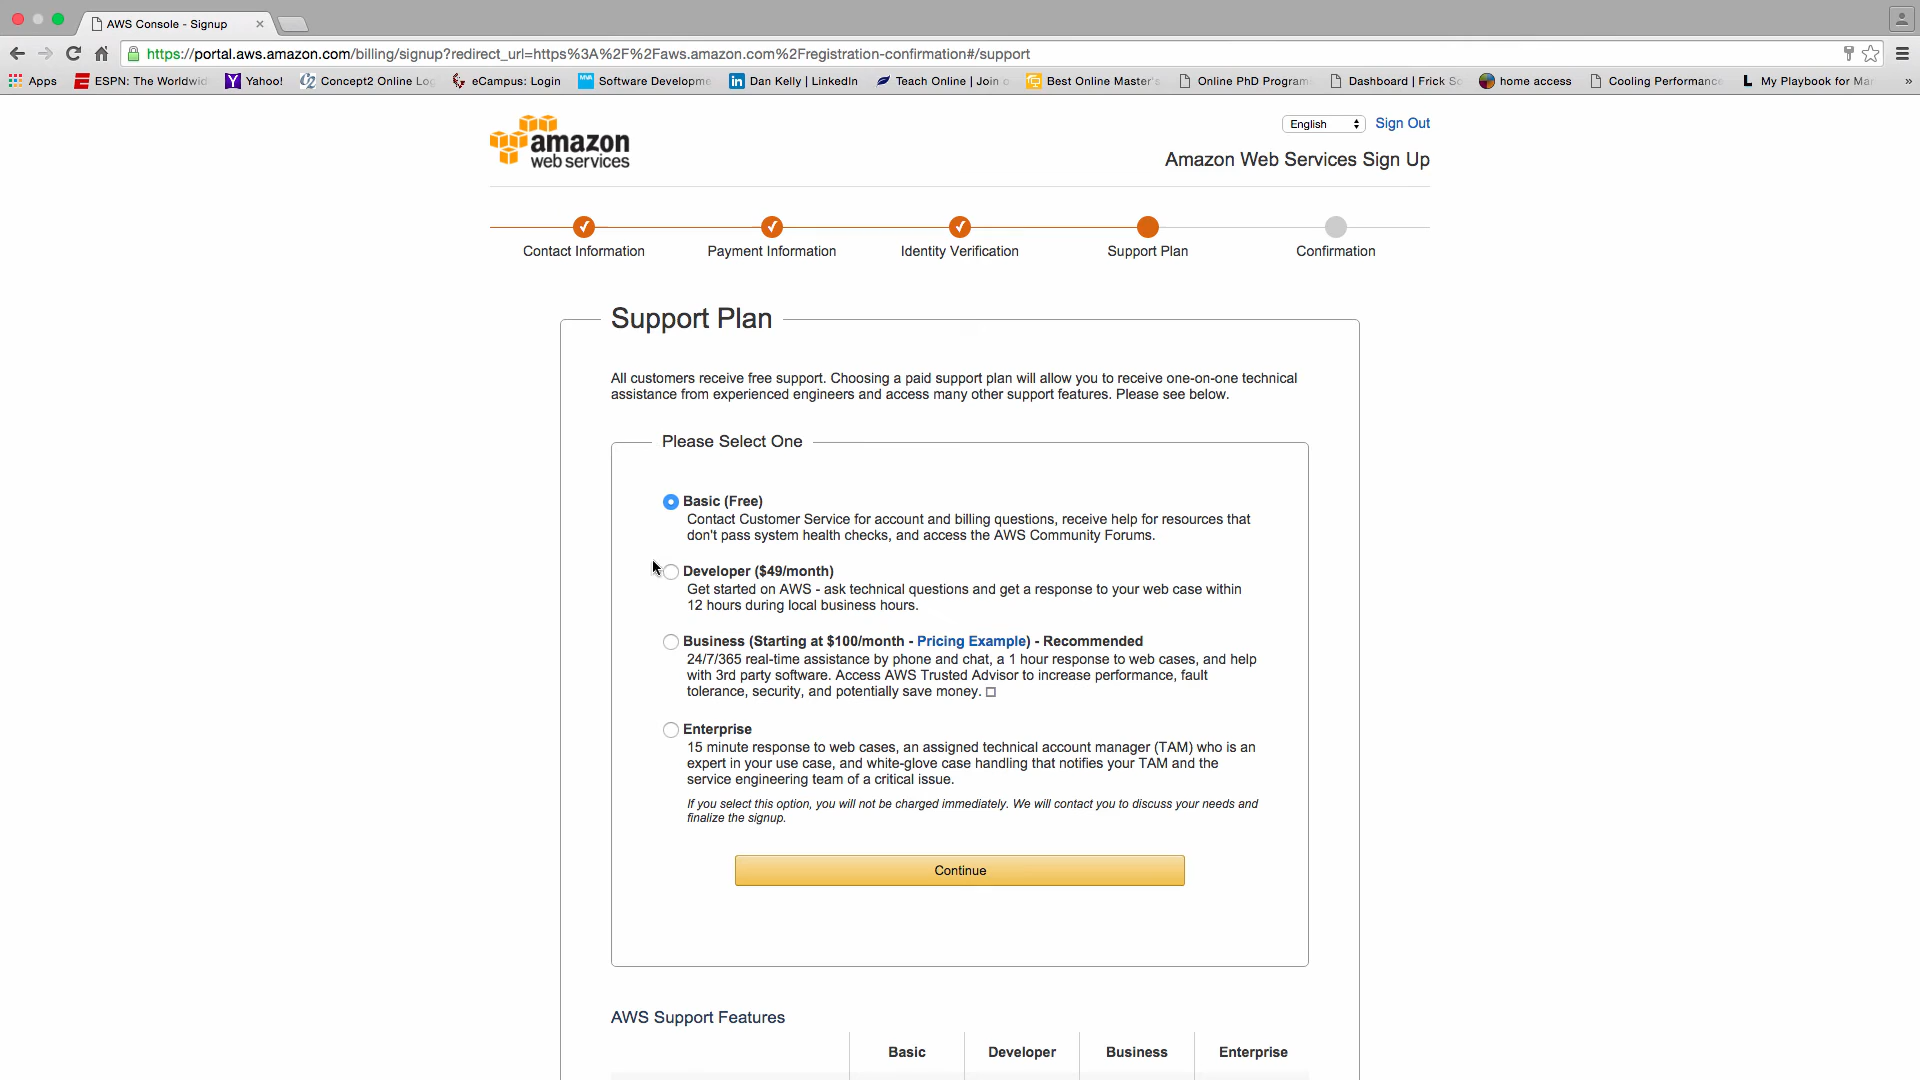 AWS Console - Signup
https://portal.aws.amazon.com/billing/signup?redirect_url=https%3A%2F%2Faws.amazon.com%2Fregistration-confirmation#/support
Apps ESPN: The Worldwid Yahoo! Concept2 Online Log eCampus: Login Software Developme Dan Kelly | LinkedIn Teach Online | Join o Best Online Master's Online PhD Program Dashboard | Frick Sc home access Cooling Performance My Playbook for Mar »
amazon
web services
English Sign Out
Amazon Web Services Sign Up
Contact Information Payment Information Identity Verification Support Plan Confirmation
Support Plan
All customers receive free support. Choosing a paid support plan will allow you to receive one-on-one technical
assistance from experienced engineers and access many other support features. Please see below.
Please Select One
Basic (Free)
Contact Customer Service for account and billing questions, receive help for resources that
don't pass system health checks, and access the AWS Community Forums.
Developer ($49/month)
Get started on AWS - ask technical questions and get a response to your web case within
12 hours during local business hours.
Business (Starting at $100/month - Pricing Example) - Recommended
24/7/365 real-time assistance by phone and chat, a 1 hour response to web cases, and help
with 3rd party software. Access AWS Trusted Advisor to increase performance, fault
tolerance, security, and potentially save money.
Enterprise
15 minute response to web cases, an assigned technical account manager (TAM) who is an
expert in your use case, and white-glove case handling that notifies your TAM and the
service engineering team of a critical issue.
If you select this option, you will not be charged immediately. We will contact you to discuss your needs and
finalize the signup.
Continue
AWS Support Features
Basic Developer Business Enterprise